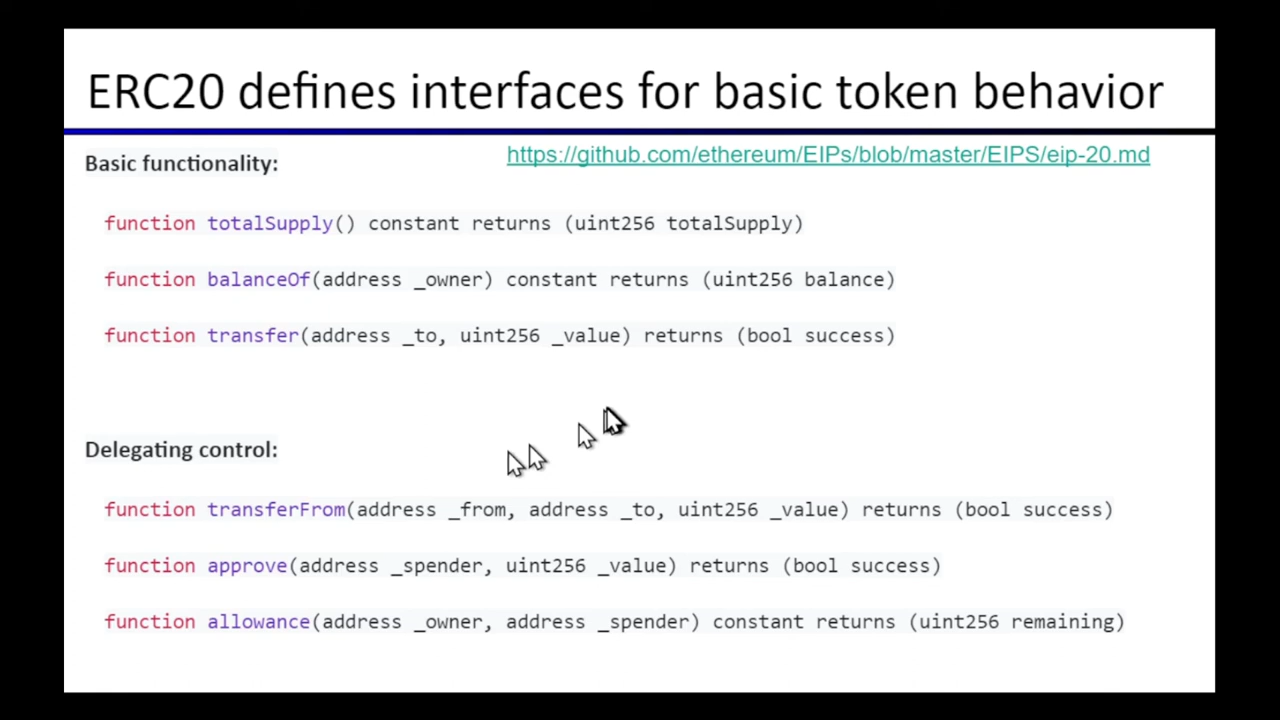 ERC20 defines interfaces for basic token behavior
Basic functionality:
https://github.com/ethereum/EIPs/blob/master/EIPS/eip-20.md
function totalSupply() constant returns (uint256 totalSupply)
function balanceOf(address _owner) constant returns (uint256 balance)
function transfer(address _to, uint256 _value) returns (bool success)
Delegating control:
function transferFrom(address _from, address _to, uint256 _value) returns (bool success)
function approve(address _spender, uint256 _value) returns (bool success)
function allowance(address _owner, address _spender) constant returns (uint256 remaining)